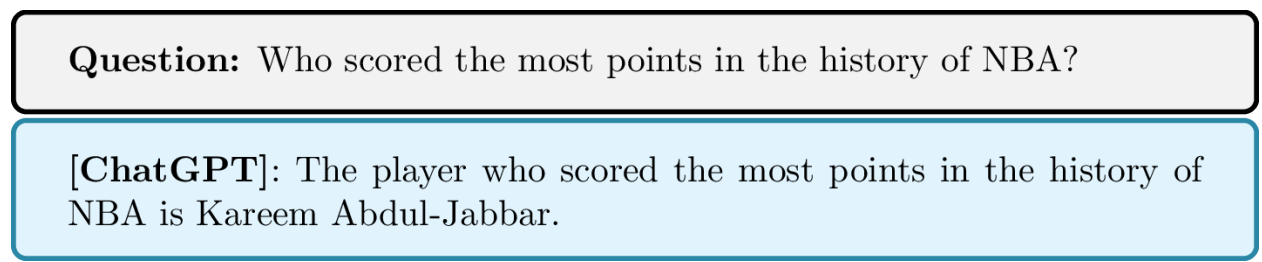 Question: Who scored the most points in the history of NBA?
[ChatGPT]: The player who scored the most points in the history of
NBA is Kareem Abdul-Jabbar.